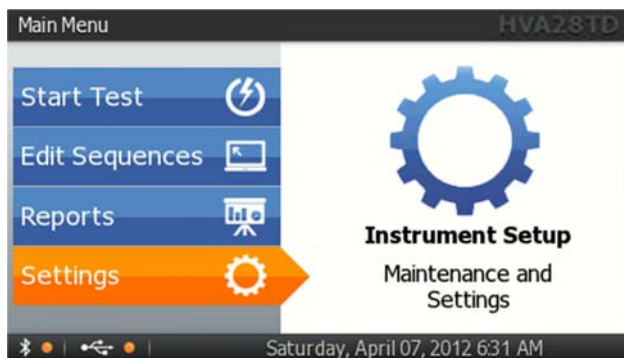 Main Menu
HVA28TD
Start Test
Edit Sequences
Reports
Settings
Instrument Setup
Maintenance and
Settings
Saturday, April 07, 2012 6:31 AM